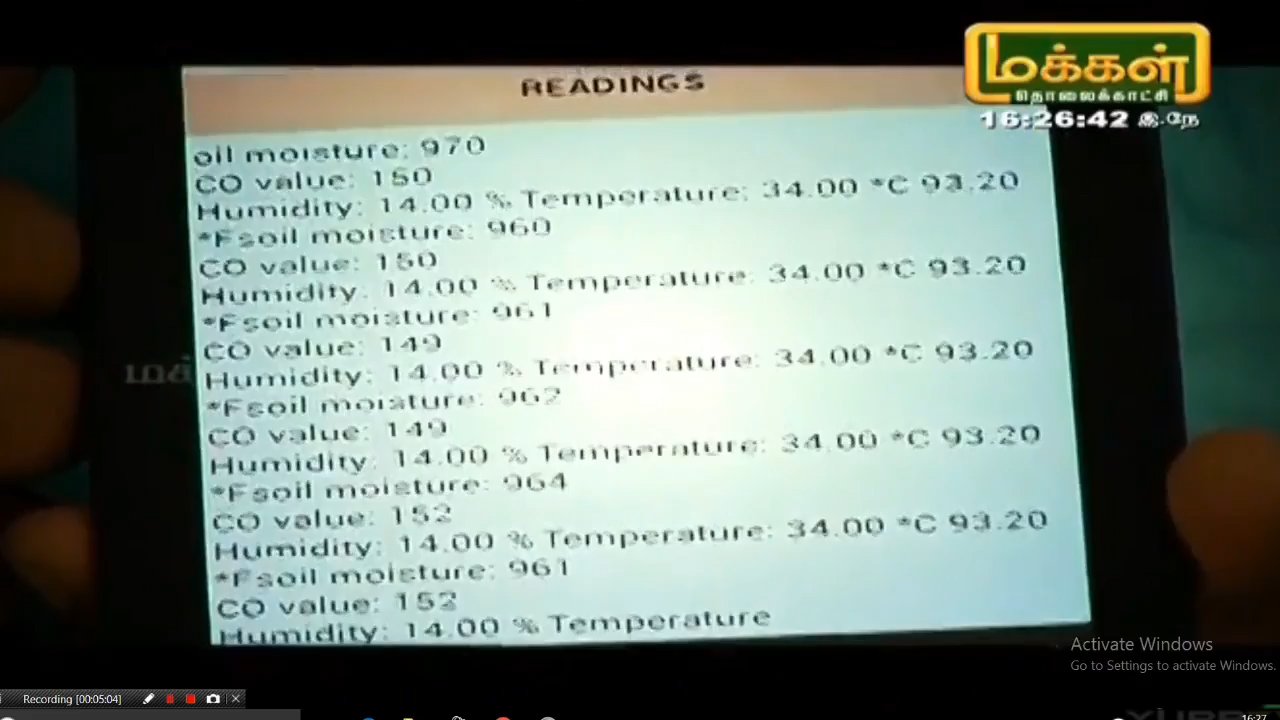 READINGS
மக்கள்
தொலைக்காட்சி
16:26:42 இ.நே
oil moisture: 970
CO value: 150
Humidity: 14.00 % Temperature: 34.00 *C 93.20
*Fsoil moisture: 960
CO value: 150
Humidity: 14.00 % Temperature: 34.00 *C 93.20
*Fsoil moisture: 961
CO value: 149
Humidity: 14.00 % Temperature: 34.00 *C 93.20
*Fsoil moisture: 962
CO value: 149
Humidity: 14.00 % Temperature: 34.00 *C 93.20
*Fsoil moisture: 964
CO value: 152
Humidity: 14.00 % Temperature: 34.00 *C 93.20
*Fsoil moisture: 961
CO value: 152
Humidity: 14.00 % Temperature
Activate Windows
Go to Settings to activate Windows.
Recording [00:05:04]
16:27